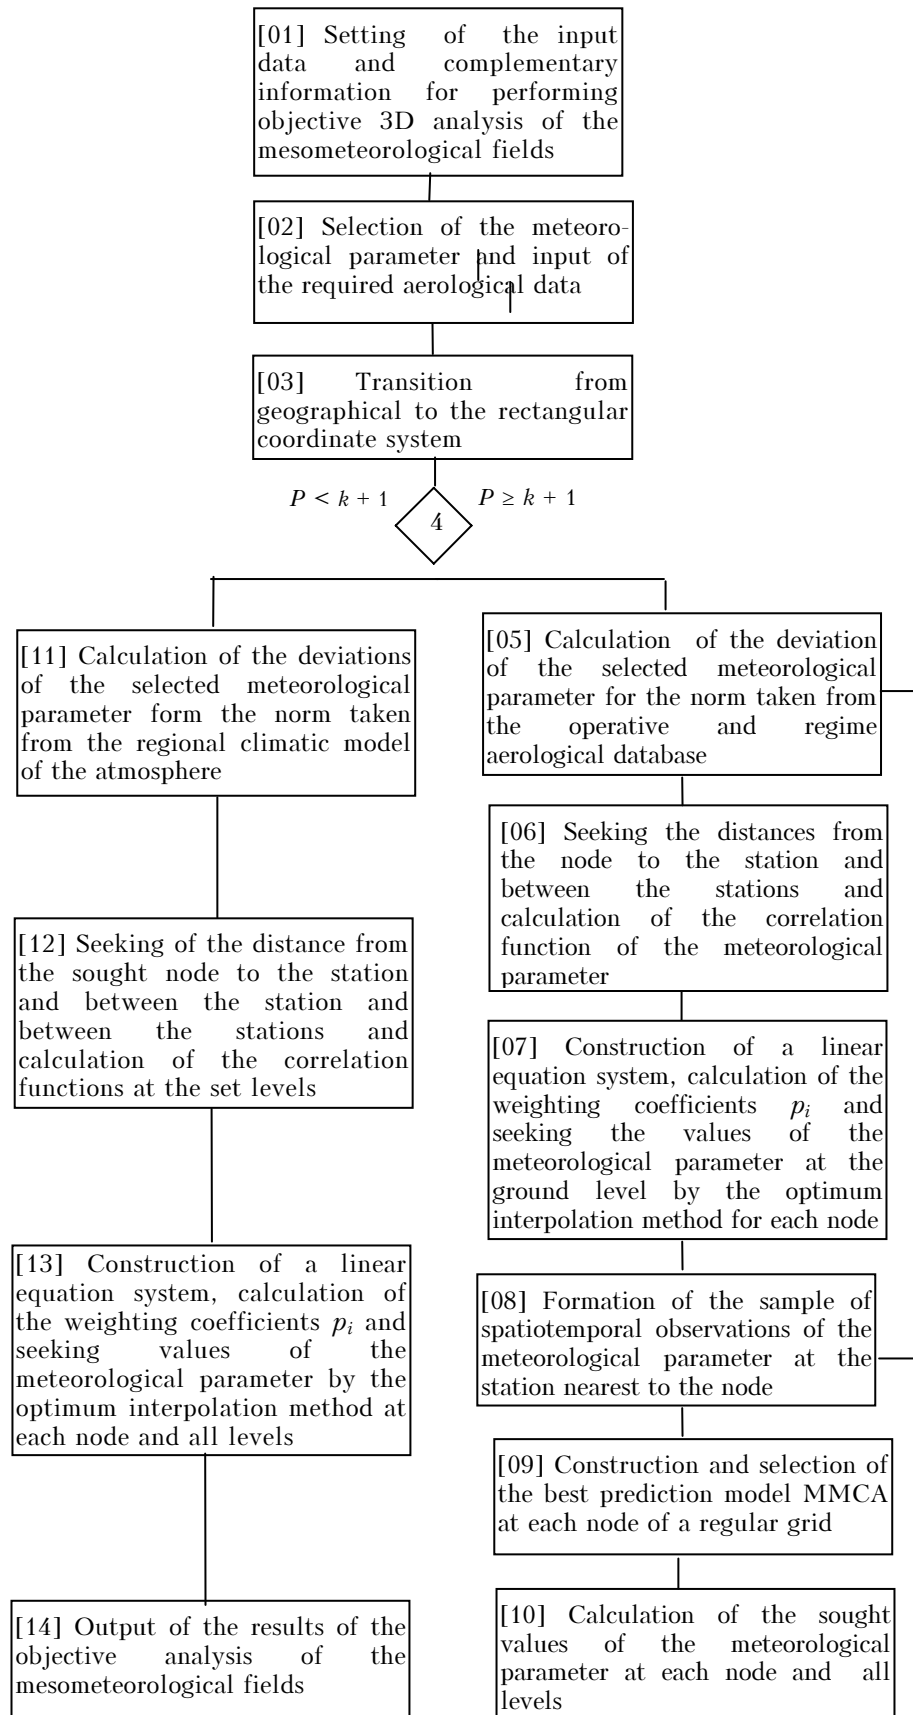 [01] Setting of the input
data and complementary
information for performing
objective 3D analysis of the
mesometeorological fields
[02] Selection of the meteoro-
logical parameter and input of
the required aerological data
[03] Transition from
geographical to the rectangular
coordinate system
P < k + 1
P ≥ k + 1
4
[11] Calculation of the deviations
of the selected meteorological
parameter form the norm taken
from the regional climatic model
of the atmosphere
[05] Calculation of the deviation
of the selected meteorological
parameter for the norm taken from
the operative and regime
aerological database
[06] Seeking the distances from
the node to the station and
between the stations and
calculation of the correlation
function of the meteorological
parameter
[12] Seeking of the distance from
the sought node to the station
and between the station and
between the stations and
calculation of the correlation
functions at the set levels
[07] Construction of a linear
equation system, calculation of the
weighting coefficients p_i and
seeking the values of the
meteorological parameter at the
ground level by the optimum
interpolation method for each node
[13] Construction of a linear
equation system, calculation of
the weighting coefficients p_i and
seeking values of the
meteorological parameter by the
optimum interpolation method at
each node and all levels
[08] Formation of the sample of
spatiotemporal observations of the
meteorological parameter at the
station nearest to the node
[09] Construction and selection of
the best prediction model MMCA
at each node of a regular grid
[14] Output of the results of the
objective analysis of the
mesometeorological fields
[10] Calculation of the sought
values of the meteorological
parameter at each node and all
levels